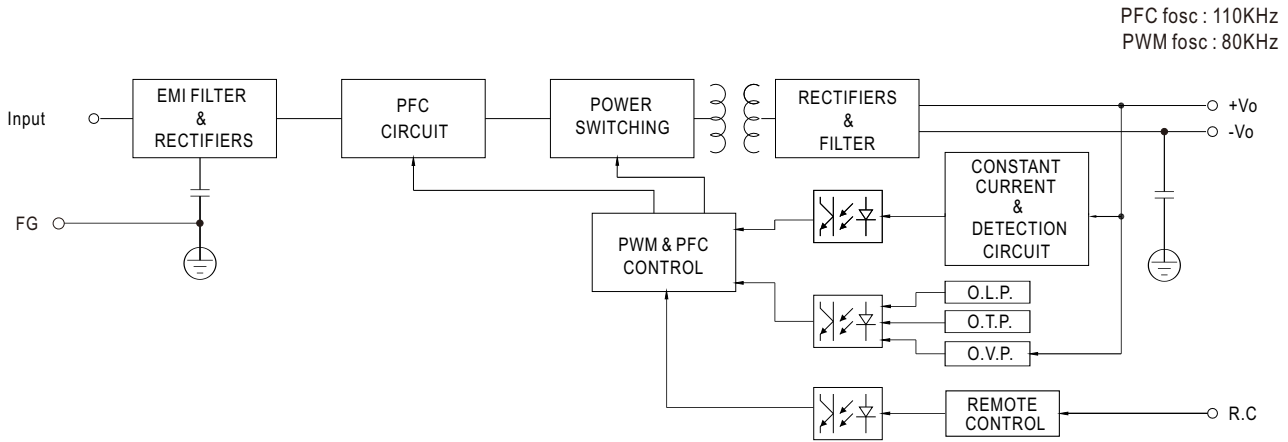 PFC fosc : 110KHz
PWM fosc : 80KHz
Input
EMI FILTER
&
RECTIFIERS
PFC
CIRCUIT
POWER
SWITCHING
RECTIFIERS
&
FILTER
+Vo
-Vo
FG
PWM & PFC
CONTROL
CONSTANT
CURRENT
&
DETECTION
CIRCUIT
O.L.P.
O.T.P.
O.V.P.
REMOTE
CONTROL
R.C